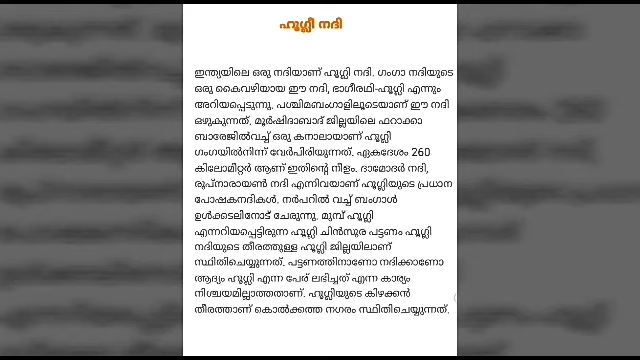 ഹൂഗ്ലീ നദി
ഇന്ത്യയിലെ ഒരു നദിയാണ് ഹൂഗ്ലി നദി. ഗംഗാ നദിയുടെ
ഒരു കൈവഴിയായ ഈ നദി, ഭാഗീരഥി-ഹൂഗ്ലി എന്നും
അറിയപ്പെടുന്നു. പശ്ചിമബംഗാളിലൂടെയാണ് ഈ നദി
ഒഴുകുന്നത്. മൂർഷിദാബാദ് ജില്ലയിലെ ഫറാക്കാ
ബാരേജിൽവച്ച് ഒരു കനാലായാണ് ഹൂഗ്ലി
ഗംഗയിൽനിന്ന് വേർപിരിയുന്നത്. ഏകദേശം 260
കിലോമീറ്റർ ആണ് ഇതിന്റെ നീളം. ദാമോദർ നദി,
രുപ്നാരായൺ നദി എന്നിവയാണ് ഹൂഗ്ലിയുടെ പ്രധാന
പോഷകനദികൾ. നർപറിൽ വച്ച് ബംഗാൾ
ഉൾക്കടലിനോട് ചേരുന്നു. മുമ്പ് ഹൂഗ്ലി
എന്നറിയപ്പെട്ടിരുന്ന ഹൂഗ്ലി ചിൻസുര പട്ടണം ഹൂഗ്ലി
നദിയുടെ തീരത്തുള്ള ഹൂഗ്ലി ജില്ലയിലാണ്
സ്ഥിതിചെയ്യുന്നത്. പട്ടണത്തിനാണോ നദിക്കാണോ
ആദ്യം ഹൂഗ്ലി എന്ന പേര് ലഭിച്ചത് എന്ന കാര്യം
നിശ്ചയമില്ലാത്തതാണ്. ഹൂഗ്ലിയുടെ കിഴക്കൻ
തീരത്താണ് കൊൽക്കത്ത നഗരം സ്ഥിതിചെയ്യുന്നത്.